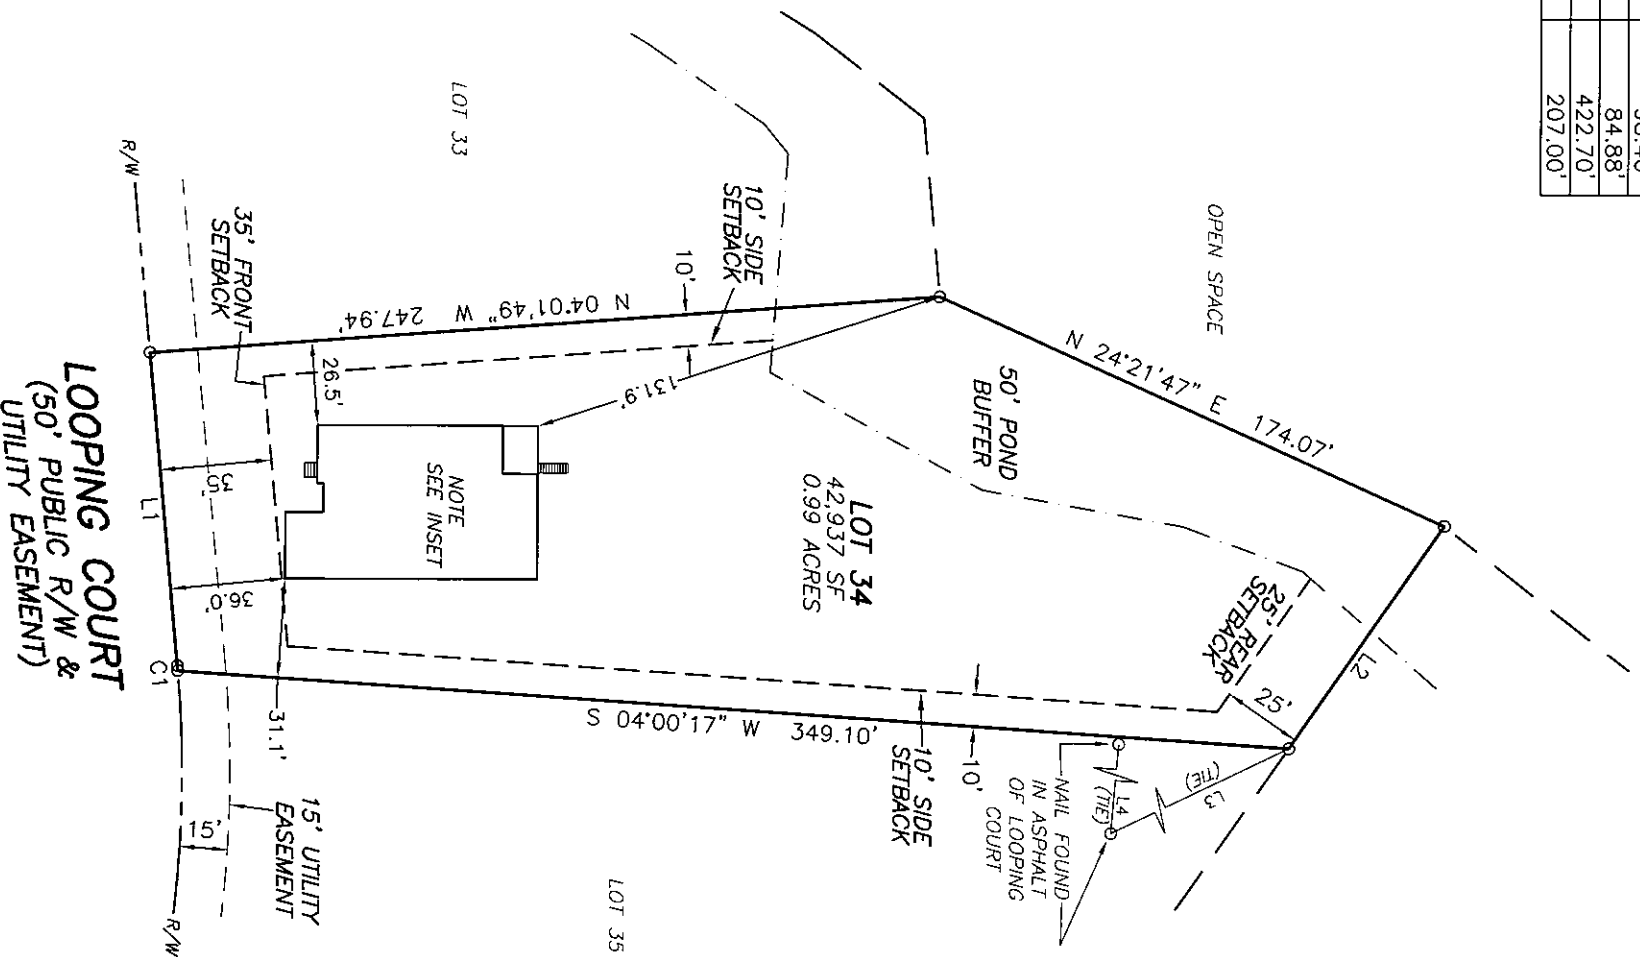 84.88'
422.70'
207.00'
OPEN SPACE
LOT 33
R/W
35' FRONT
SETBACK
10' SIDE
SETBACK
10'
N 04°01'49" W 247.94'
26.5'
131.9'
N 24°21'47" E 174.07'
50' POND
BUFFER
LOT 34
42,937 SF
0.99 ACRES
NOTE
SEE INSET
35'
L1
36.0'
C1
31.1'
LOOPING COURT
(50' PUBLIC R/W &
UTILITY EASEMENT)
25' REAR
SETBACK
L2
25'
S 04°00'17" W 349.10'
10' SIDE
SETBACK
10'
L3
(TIE)
L4
(TIE)
NAIL FOUND
IN ASPHALT
OF LOOPING
COURT
15' UTILITY
EASEMENT
15'
R/W
LOT 35